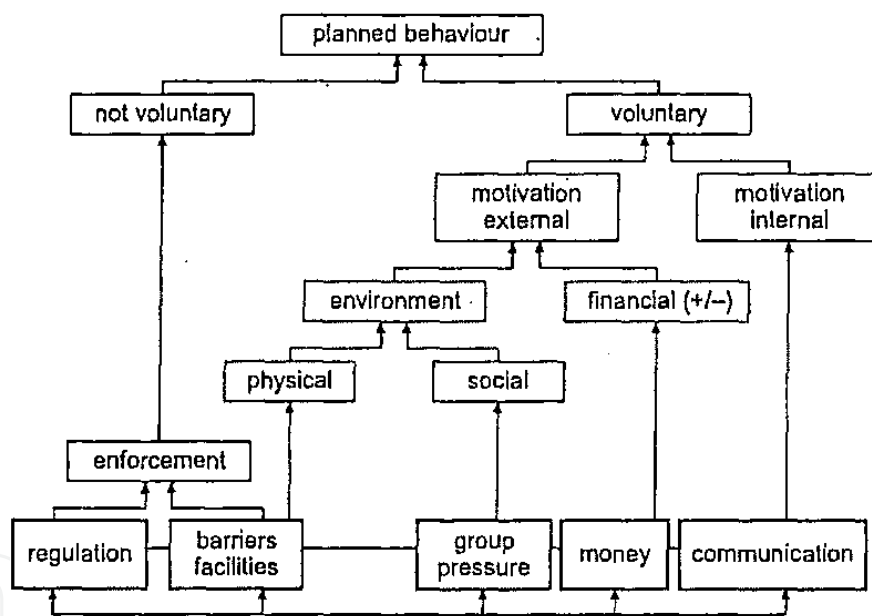 planned behaviour
not voluntary
voluntary
motivation
external
motivation
internal
environment
financial (+/–)
physical
social
enforcement
regulation
barriers
facilities
group
pressure
money
communication